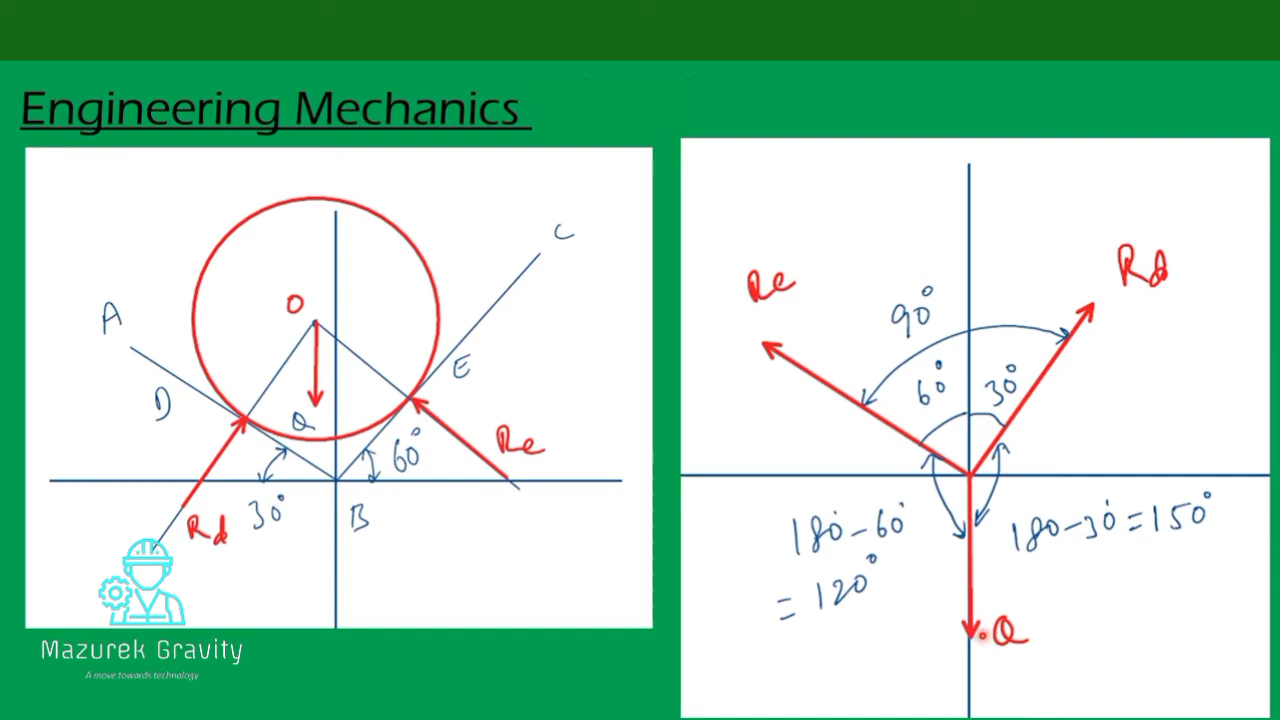 Engineering Mechanics
A
D
O
Q
C
E
30°
60°
B
Rd
Re
Mazurek Gravity
A move towards technology
Re
90°
Rd
60°
30°
180°-60°
= 120°
180-30°=150°
Q